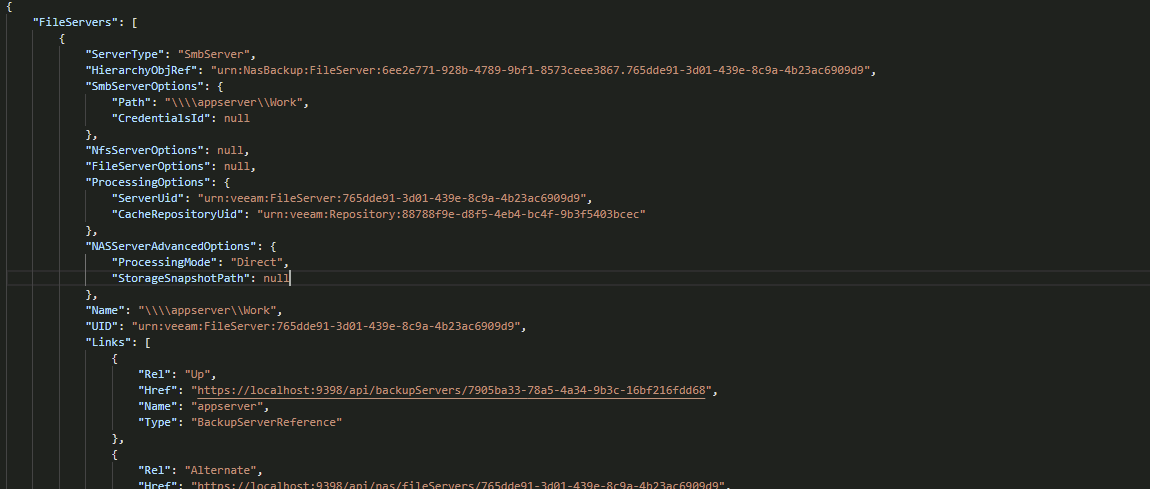 {
"FileServers": [
{
"ServerType": "SmbServer",
"HierarchyObjRef": "urn:NasBackup:FileServer:6ee2e771-928b-4789-9bf1-8573ceee3867.765dde91-3d01-439e-8c9a-4b23ac6909d9",
"SmbServerOptions": {
"Path": "\\\\appserver\\Work",
"CredentialsId": null
},
"NfsServerOptions": null,
"FileServerOptions": null,
"ProcessingOptions": {
"ServerUid": "urn:veeam:FileServer:765dde91-3d01-439e-8c9a-4b23ac6909d9",
"CacheRepositoryUid": "urn:veeam:Repository:88788f9e-d8f5-4eb4-bc4f-9b3f5403bcec"
},
"NASServerAdvancedOptions": {
"ProcessingMode": "Direct",
"StorageSnapshotPath": null
},
"Name": "\\\\appserver\\Work",
"UID": "urn:veeam:FileServer:765dde91-3d01-439e-8c9a-4b23ac6909d9",
"Links": [
{
"Rel": "Up",
"Href": "https://localhost:9398/api/backupServers/7905ba33-78a5-4a34-9b3c-16bf216fdd68",
"Name": "appserver",
"Type": "BackupServerReference"
},
{
"Rel": "Alternate",
"Href": "https://localhost:9398/api/nas/fileServers/765dde91-3d01-439e-8c9a-4b23ac6909d9",